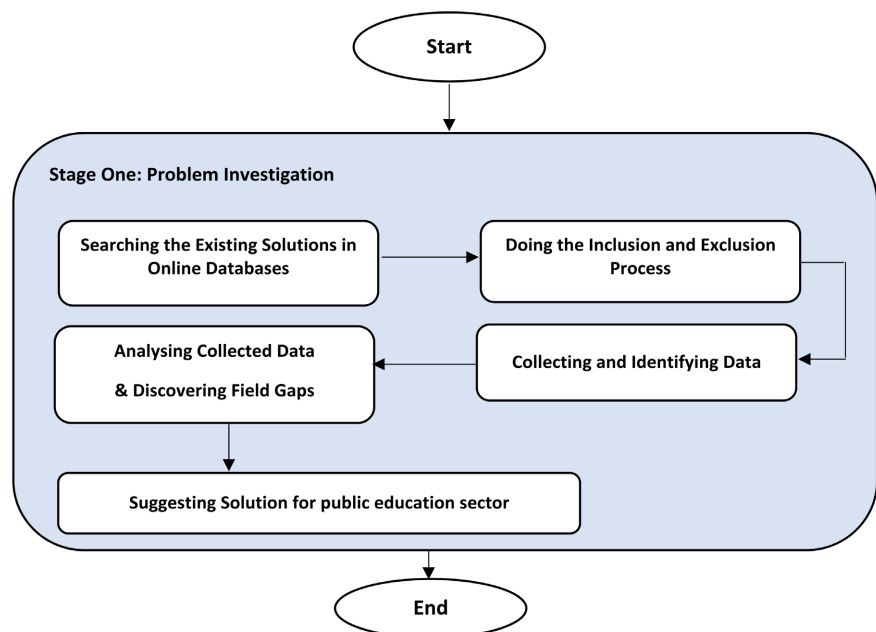 Start
Stage One: Problem Investigation
Searching the Existing Solutions in
Online Databases
Doing the Inclusion and Exclusion
Process
Collecting and Identifying Data
Analysing Collected Data
& Discovering Field Gaps
Suggesting Solution for public education sector
End